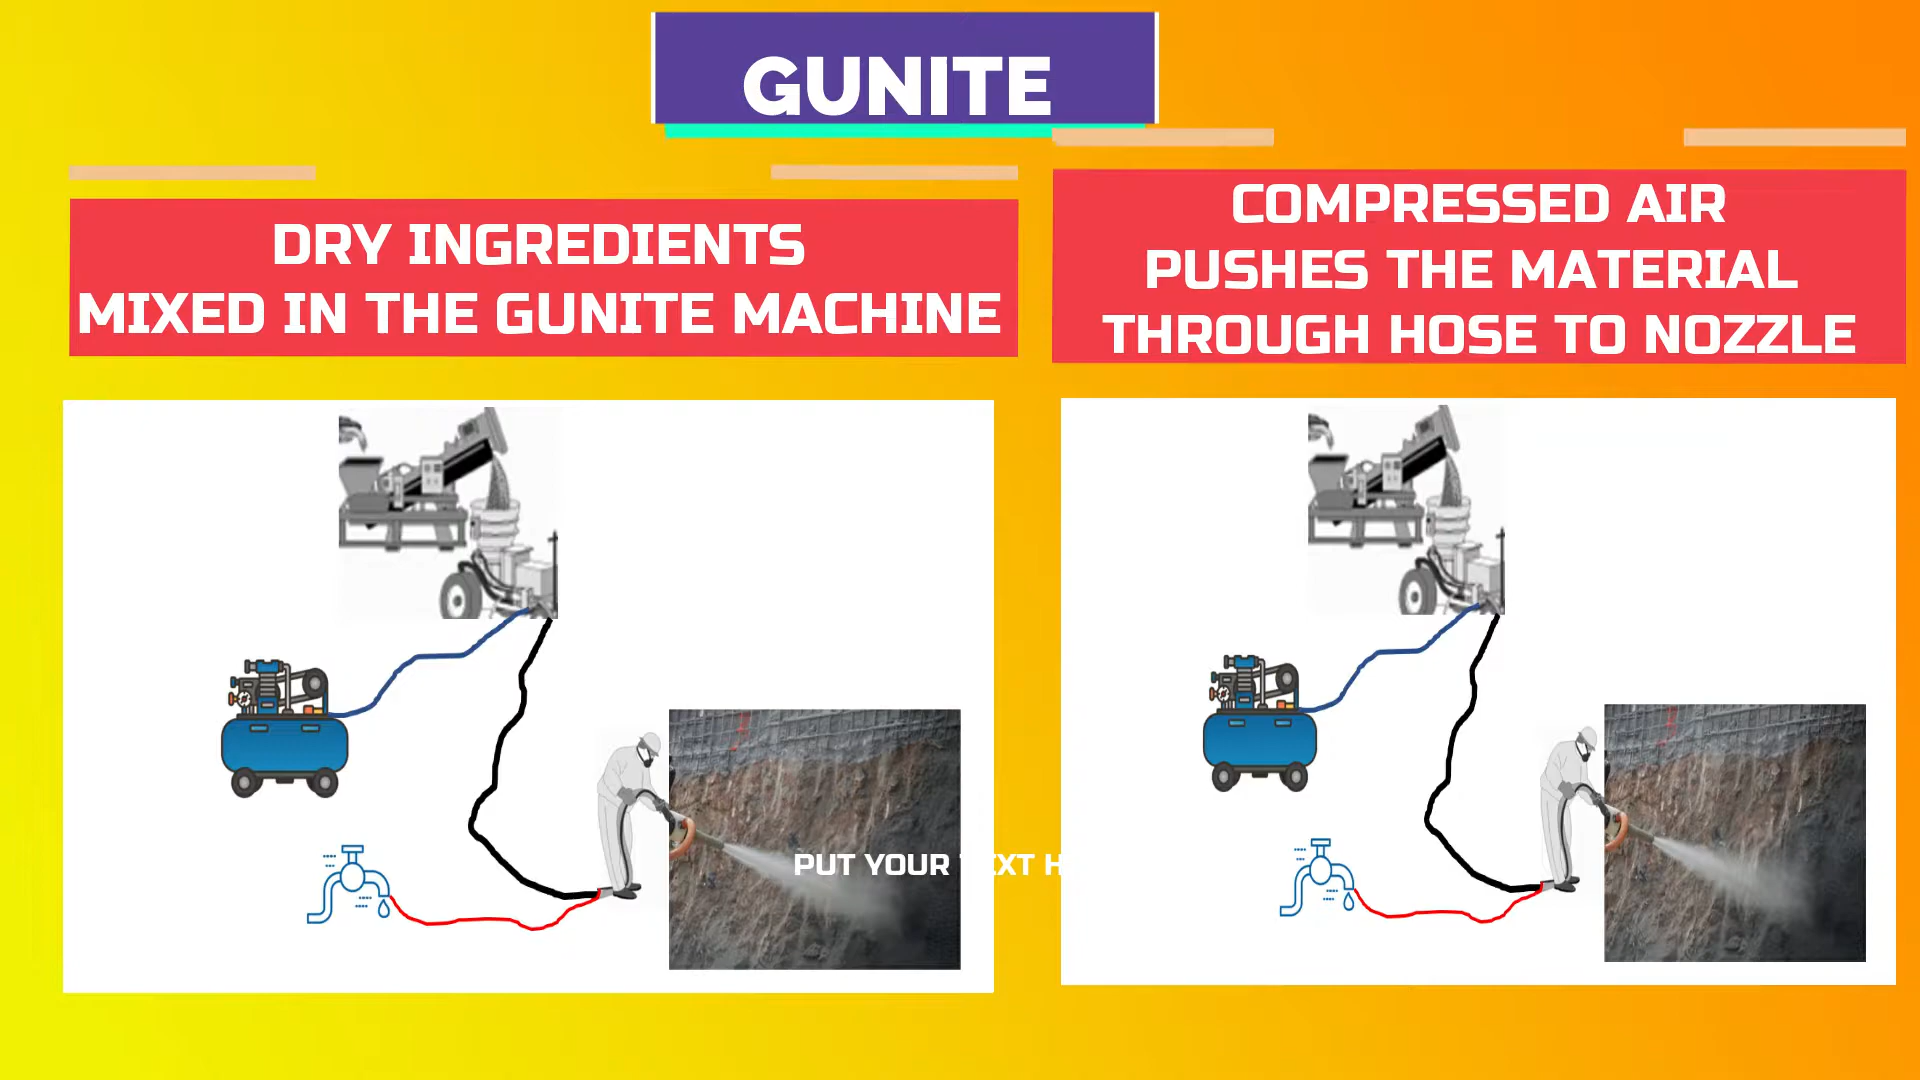 GUNITE
DRY INGREDIENTS
MIXED IN THE GUNITE MACHINE
COMPRESSED AIR
PUSHES THE MATERIAL
THROUGH HOSE TO NOZZLE
PUT YOUR